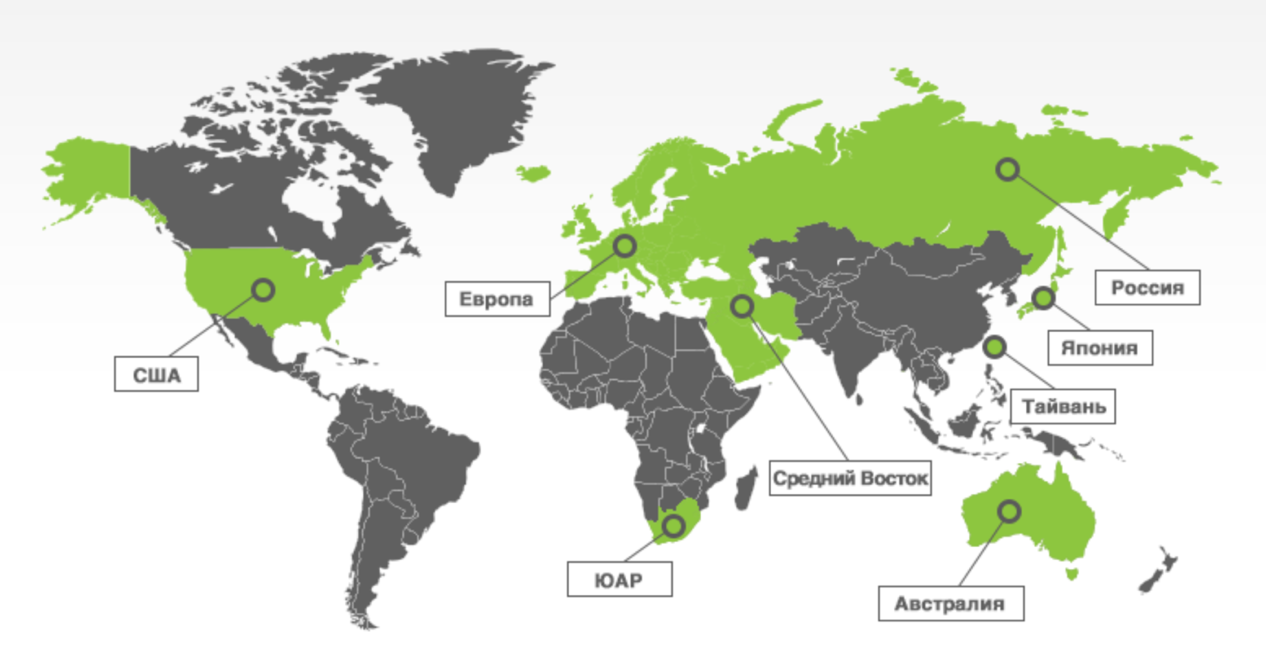 Россия
Европа
Япония
США
Тайвань
Средний Восток
ЮАР
Австралия